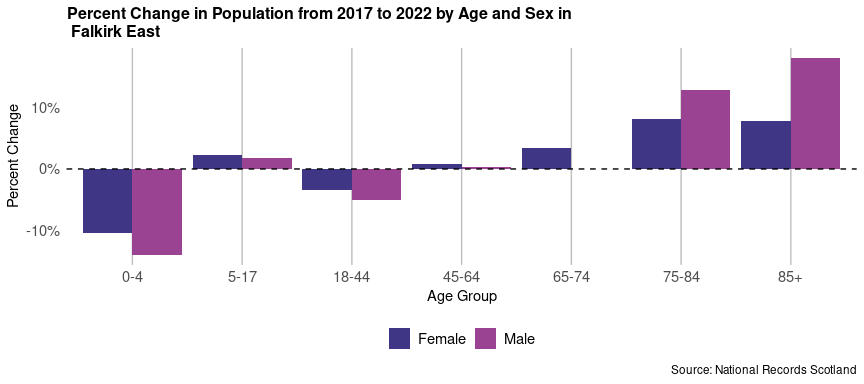 Percent Change in Population from 2017 to 2022 by Age and Sex in
Falkirk East
Percent Change
10%
0%
-10%
0-4 5-17 18-44 45-64 65-74 75-84 85+
Age Group
Female Male
Source: National Records Scotland